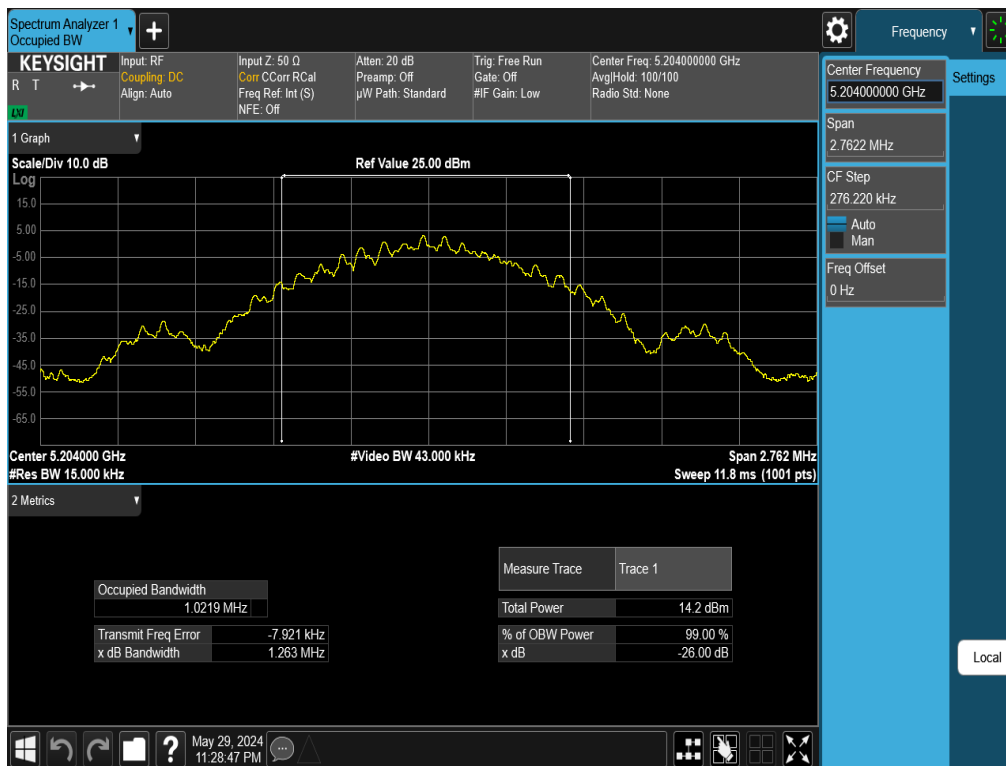 Spectrum Analyzer 1
Occupied BW
+
Frequency
KEYSIGHT
R T
LXI
Input: RF
Coupling: DC
Align: Auto
Input Z: 50 Ω
Corr CCorr RCal
Freq Ref: Int (S)
NFE: Off
Atten: 20 dB
Preamp: Off
µW Path: Standard
Trig: Free Run
Gate: Off
#IF Gain: Low
Center Freq: 5.204000000 GHz
Avg|Hold: 100/100
Radio Std: None
Center Frequency
5.204000000 GHz
Settings
Span
2.7622 MHz
CF Step
276.220 kHz
Auto
Man
Freq Offset
0 Hz
Local
1 Graph
Scale/Div 10.0 dB
Ref Value 25.00 dBm
Log
15.0
5.00
-5.00
-15.0
-25.0
-35.0
-45.0
-55.0
-65.0
Center 5.204000 GHz
#Video BW 43.000 kHz
Span 2.762 MHz
#Res BW 15.000 kHz
Sweep 11.8 ms (1001 pts)
2 Metrics
Occupied Bandwidth
1.0219 MHz
Transmit Freq Error -7.921 kHz
x dB Bandwidth 1.263 MHz
Measure Trace Trace 1
Total Power 14.2 dBm
% of OBW Power 99.00 %
x dB -26.00 dB
?
May 29, 2024
11:28:47 PM